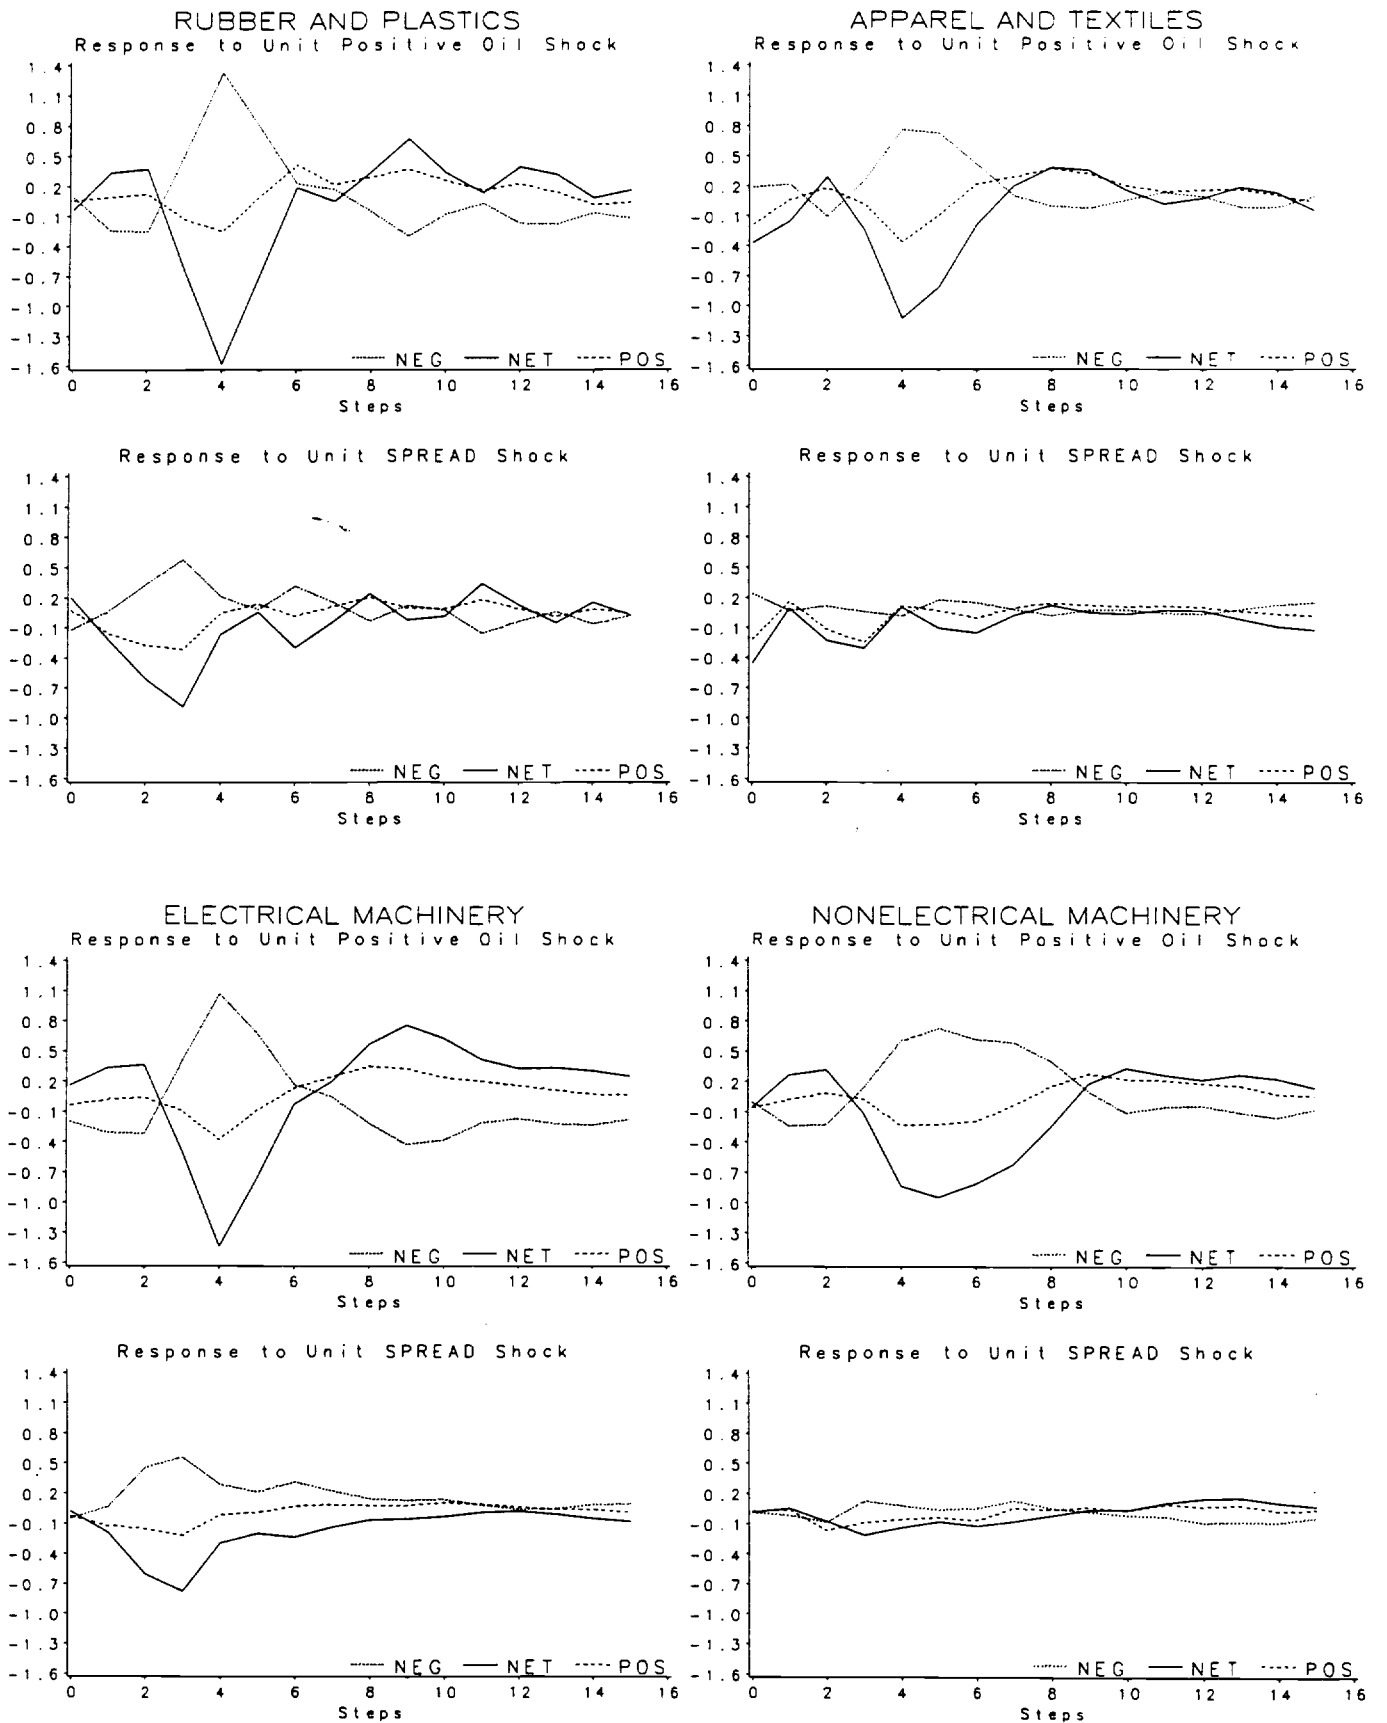 RUBBER AND PLASTICS
Response to Unit Positive Oil Shock
1.4
1.1
0.8
0.5
0.2
-0.1
-0.4
-0.7
-1.0
-1.3
-1.6
NEG NET POS
0 2 4 6 8 10 12 14 16
Steps
APPAREL AND TEXTILES
Response to Unit Positive Oil Shock
1.4
1.1
0.8
0.5
0.2
-0.1
-0.4
-0.7
-1.0
-1.3
-1.6
NEG NET POS
0 2 4 6 8 10 12 14 16
Steps
Response to Unit SPREAD Shock
1.4
1.1
0.8
0.5
0.2
-0.1
-0.4
-0.7
-1.0
-1.3
-1.6
NEG NET POS
0 2 4 6 8 10 12 14 16
Steps
Response to Unit SPREAD Shock
1.4
1.1
0.8
0.5
0.2
-0.1
-0.4
-0.7
-1.0
-1.3
-1.6
NEG NET POS
0 2 4 6 8 10 12 14 16
Steps
ELECTRICAL MACHINERY
Response to Unit Positive Oil Shock
1.4
1.1
0.8
0.5
0.2
-0.1
-0.4
-0.7
-1.0
-1.3
-1.6
NEG NET POS
0 2 4 6 8 10 12 14 16
Steps
NONELECTRICAL MACHINERY
Response to Unit Positive Oil Shock
1.4
1.1
0.8
0.5
0.2
-0.1
-0.4
-0.7
-1.0
-1.3
-1.6
NEG NET POS
0 2 4 6 8 10 12 14 16
Steps
Response to Unit SPREAD Shock
1.4
1.1
0.8
0.5
0.2
-0.1
-0.4
-0.7
-1.0
-1.3
-1.6
NEG NET POS
0 2 4 6 8 10 12 14 16
Steps
Response to Unit SPREAD Shock
1.4
1.1
0.8
0.5
0.2
-0.1
-0.4
-0.7
-1.0
-1.3
-1.6
NEG NET POS
0 2 4 6 8 10 12 14 16
Steps